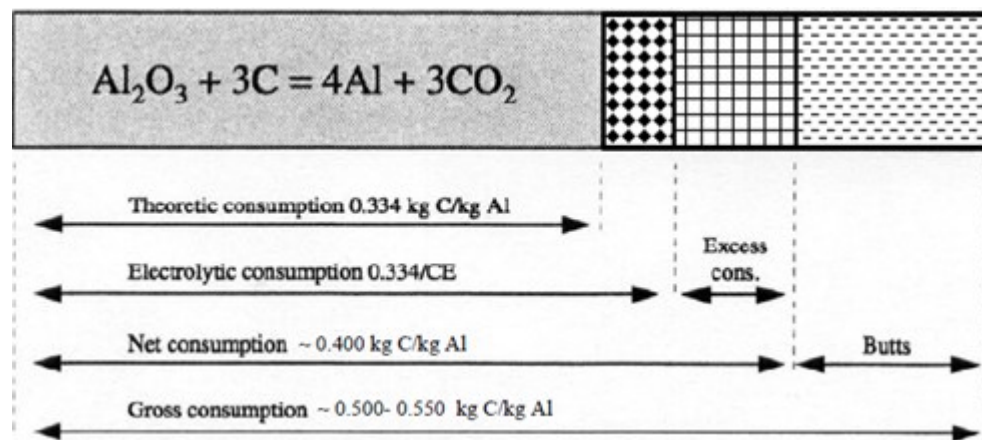 Al₂O₃ + 3C = 4Al + 3CO₂
Theoretic consumption 0.334 kg C/kg Al
Excess
cons.
Electrolytic consumption 0.334/CE
Net consumption ~ 0.400 kg C/kg Al
Butts
Gross consumption ~ 0.500- 0.550 kg C/kg Al